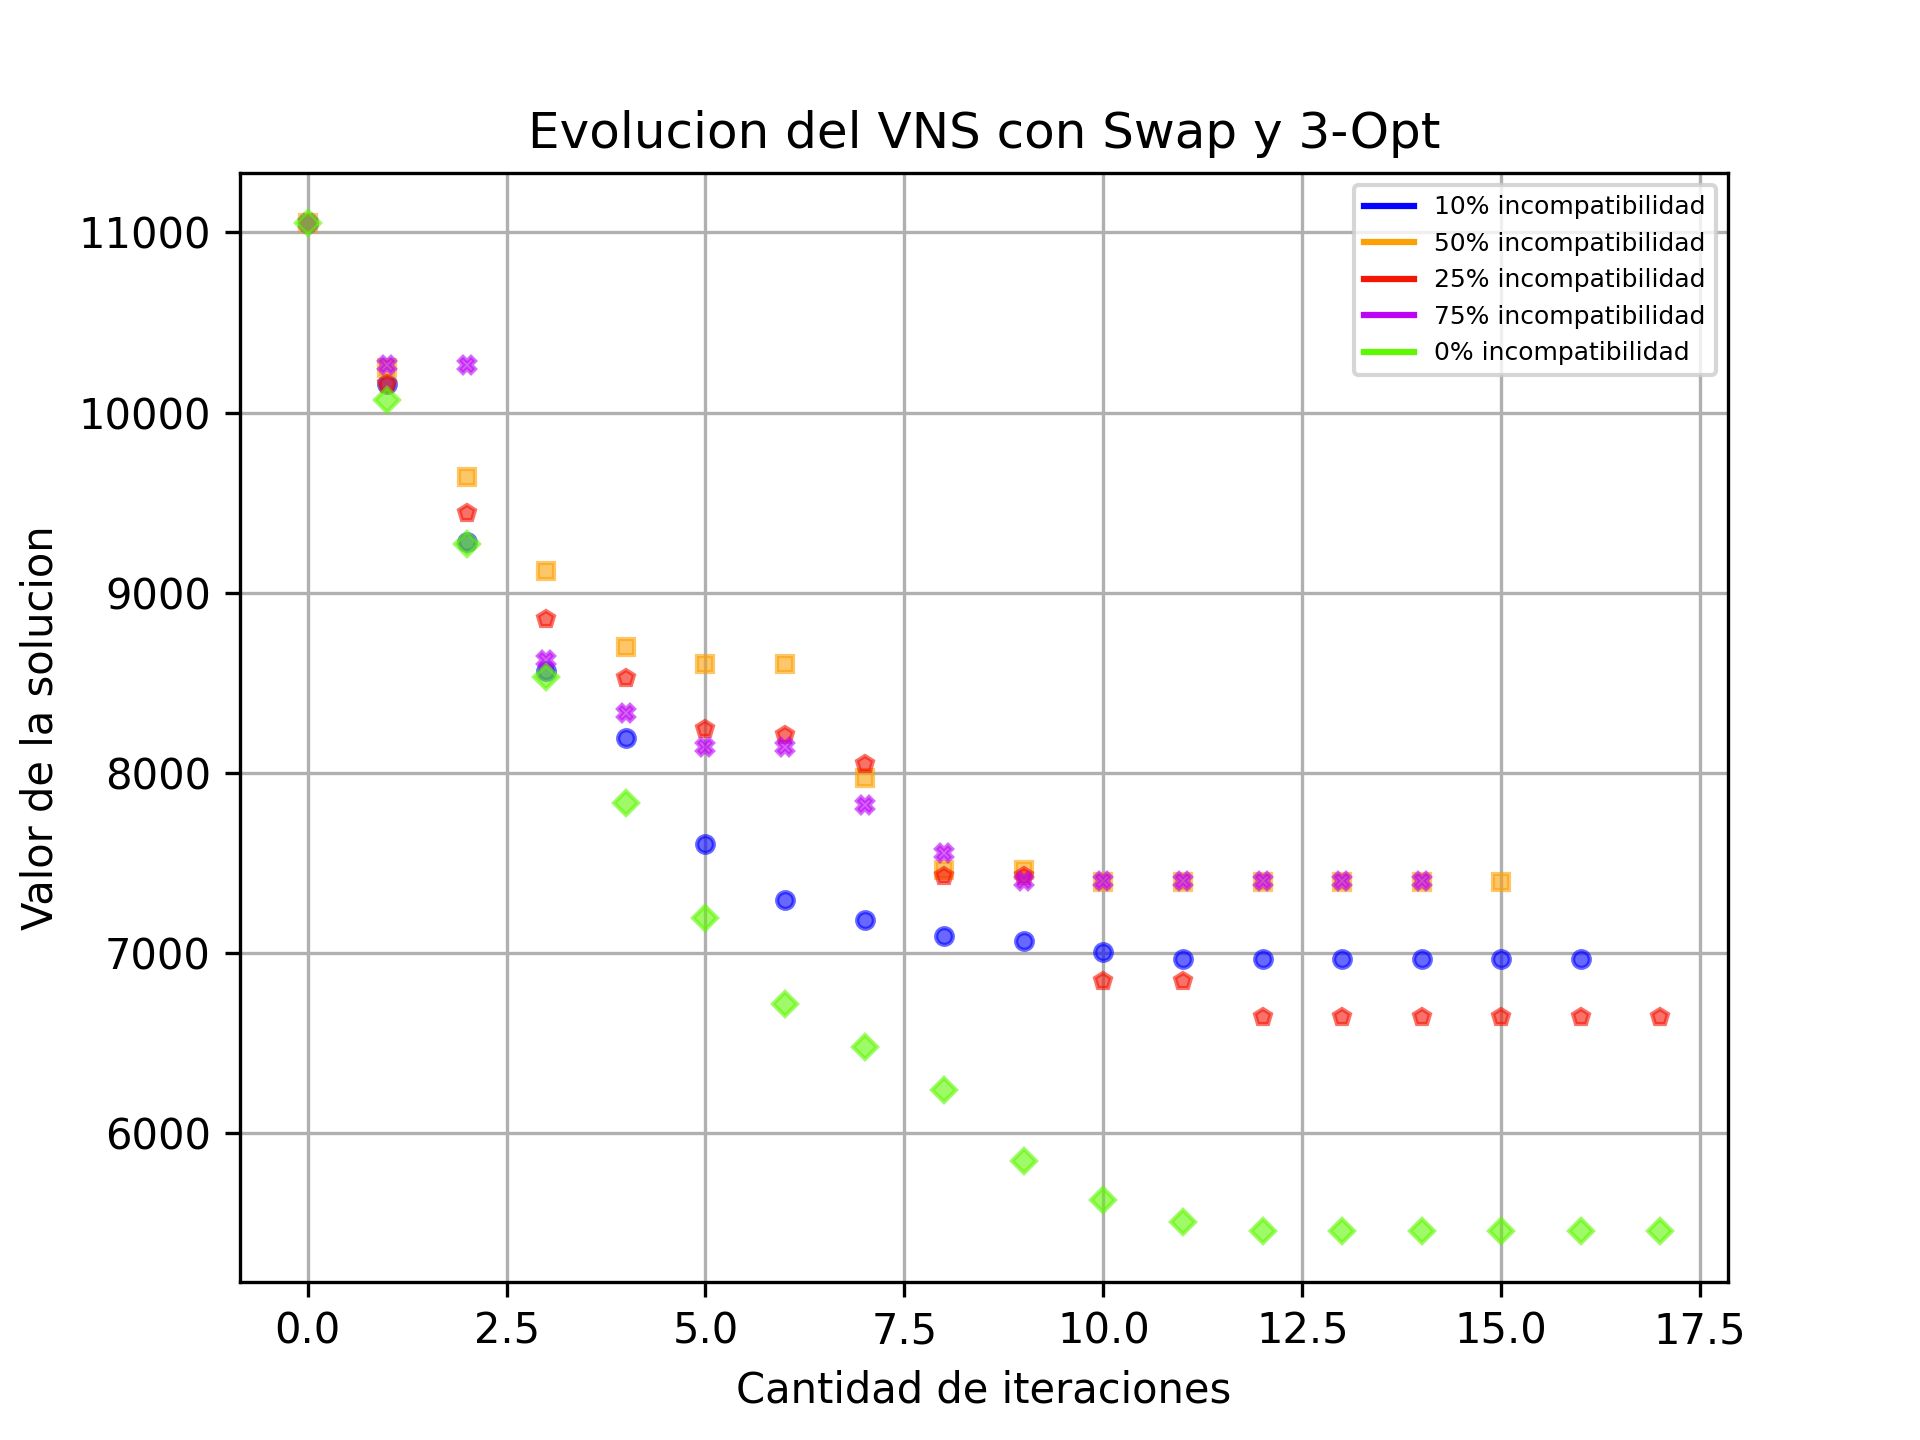 Evolucion del VNS con Swap y 3-Opt
10% incompatibilidad
50% incompatibilidad
25% incompatibilidad
75% incompatibilidad
0% incompatibilidad
Valor de la solucion
11000
10000
9000
8000
7000
6000
0.0 2.5 5.0 7.5 10.0 12.5 15.0 17.5
Cantidad de iteraciones